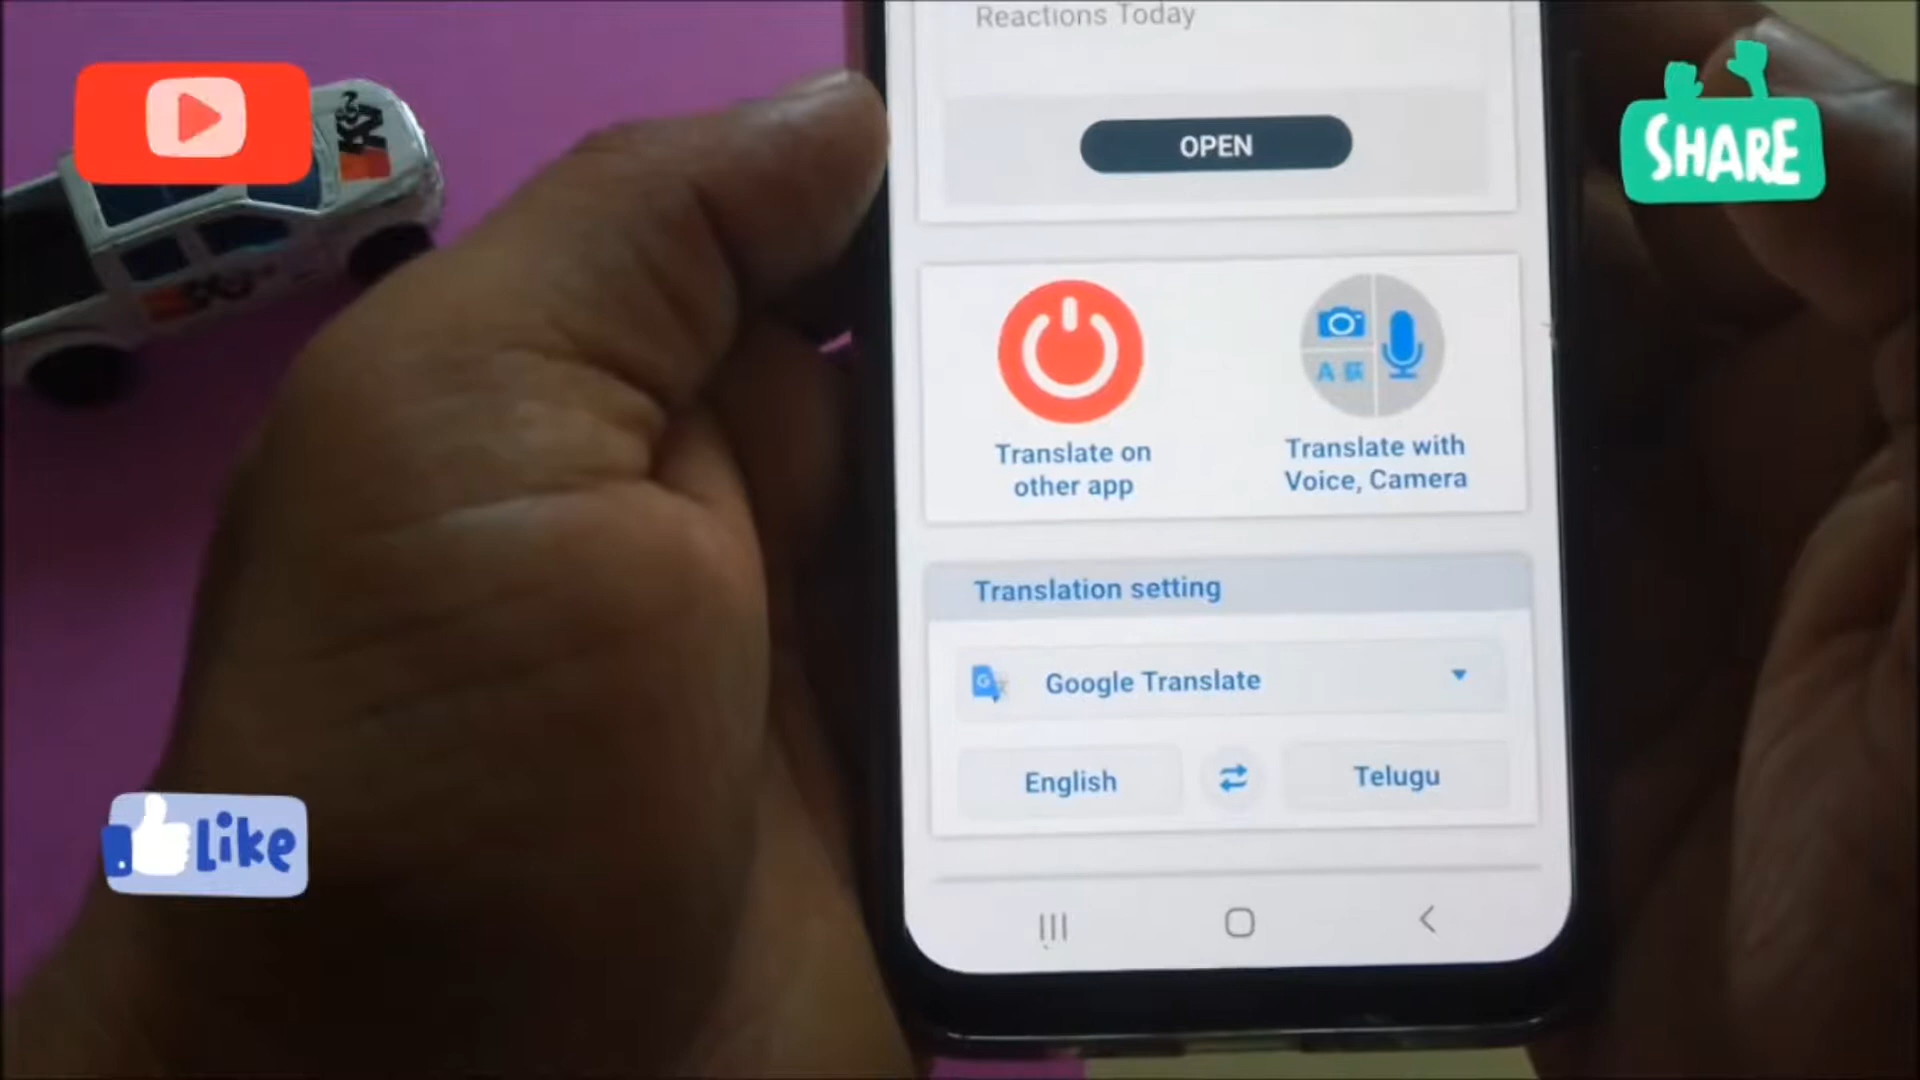 Reactions Today
OPEN
SHARE
Translate on
other app
Translate with
Voice, Camera
Translation setting
Google Translate
English
Telugu
Like